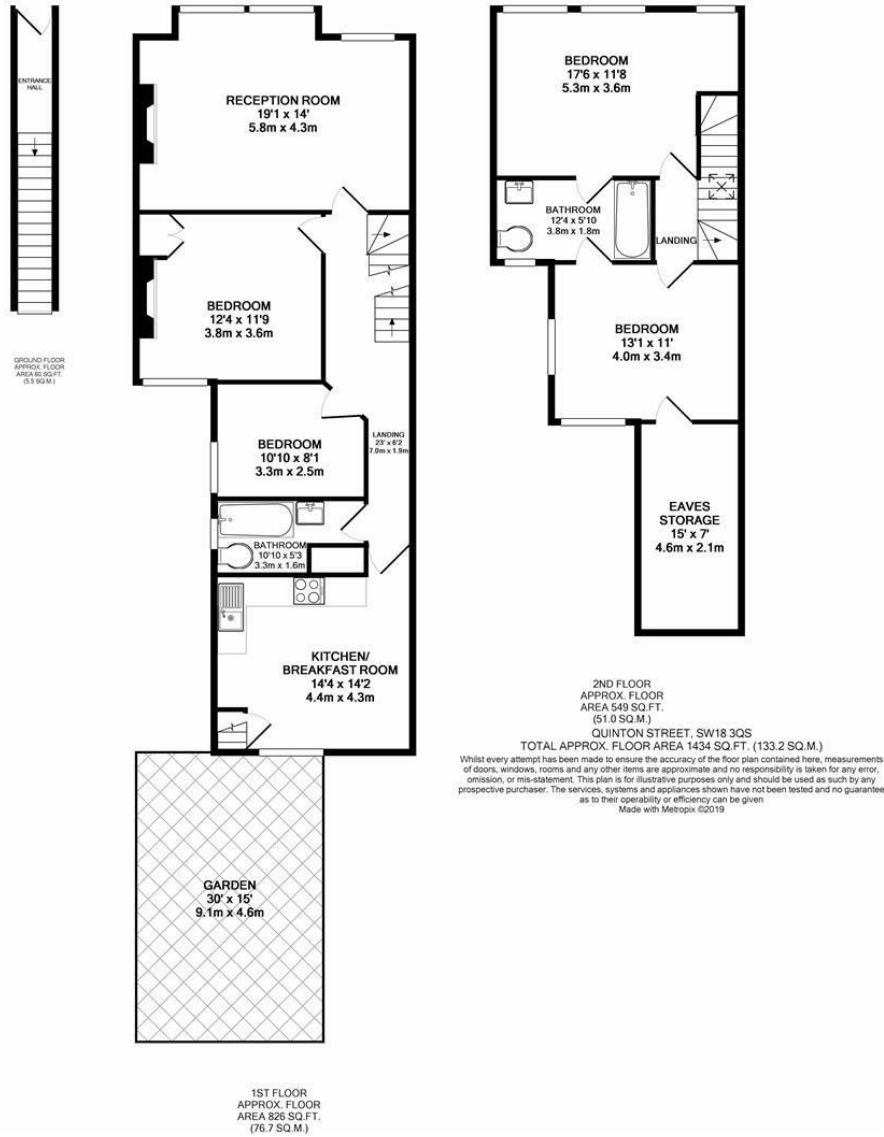 ENTRANCE
HALL
GROUND FLOOR
APPROX. FLOOR
AREA 60 SQ.FT.
(5.5 SQ.M.)
RECEPTION ROOM
19'1 x 14'
5.8m x 4.3m
BEDROOM
12'4 x 11'9
3.8m x 3.6m
BEDROOM
10'10 x 8'1
3.3m x 2.5m
LANDING
23' x 6'2
7.0m x 1.9m
BATHROOM
10'10 x 5'3
3.3m x 1.6m
KITCHEN/
BREAKFAST ROOM
14'4 x 14'2
4.4m x 4.3m
GARDEN
30' x 15'
9.1m x 4.6m
1ST FLOOR
APPROX. FLOOR
AREA 826 SQ.FT.
(76.7 SQ.M.)
BEDROOM
17'6 x 11'8
5.3m x 3.6m
BATHROOM
12'4 x 5'10
3.8m x 1.8m
LANDING
BEDROOM
13'1 x 11'
4.0m x 3.4m
EAVES
STORAGE
15' x 7'
4.6m x 2.1m
2ND FLOOR
APPROX. FLOOR
AREA 549 SQ.FT.
(51.0 SQ.M.)
QUINTON STREET, SW18 3QS
TOTAL APPROX. FLOOR AREA 1434 SQ.FT. (133.2 SQ.M.)
Whilst every attempt has been made to ensure the accuracy of the floor plan contained here, measurements
of doors, windows, rooms and any other items are approximate and no responsibility is taken for any error,
omission, or mis-statement. This plan is for illustrative purposes only and should be used as such by any
prospective purchaser. The services, systems and appliances shown have not been tested and no guarantee
as to their operability or efficiency can be given
Made with Metropix ©2019